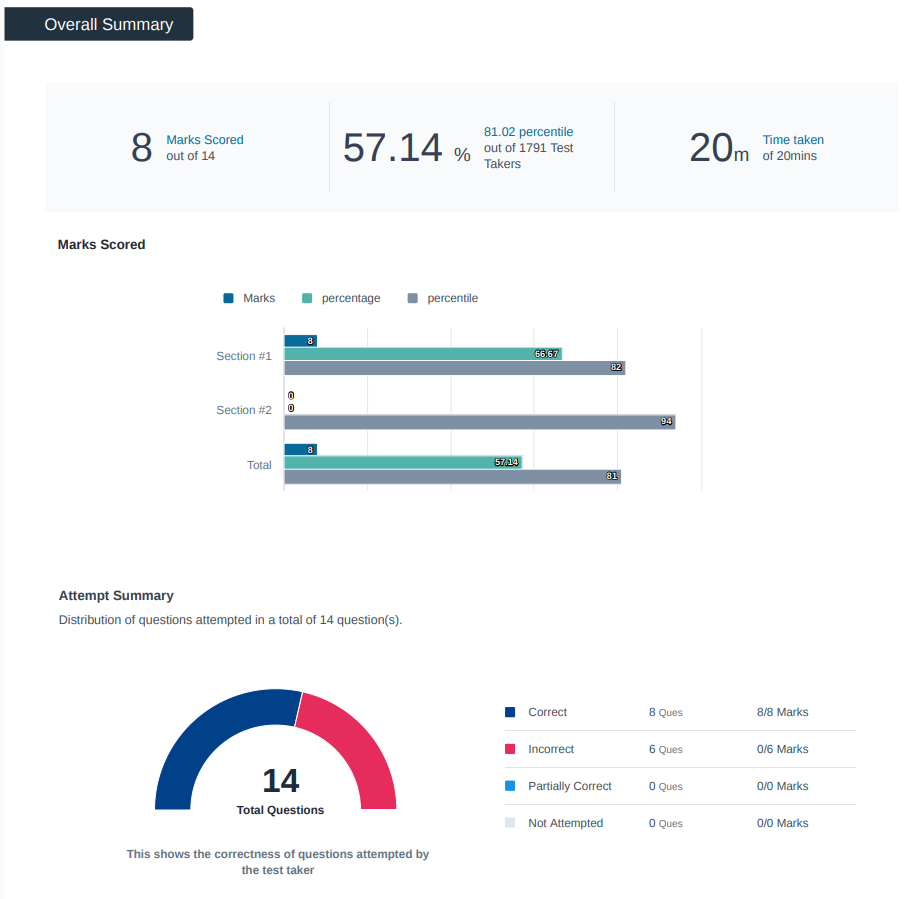 Overall Summary
8 Marks Scored
out of 14
57.14 %
81.02 percentile
out of 1791 Test
Takers
20m
Time taken
of 20mins
Marks Scored
Marks percentage percentile
Section #1
8
66.67
82
Section #2
0
0
94
Total
8
57.14
81
Attempt Summary
Distribution of questions attempted in a total of 14 question(s).
14
Total Questions
This shows the correctness of questions attempted by
the test taker
Correct 8 Ques 8/8 Marks
Incorrect 6 Ques 0/6 Marks
Partially Correct 0 Ques 0/0 Marks
Not Attempted 0 Ques 0/0 Marks